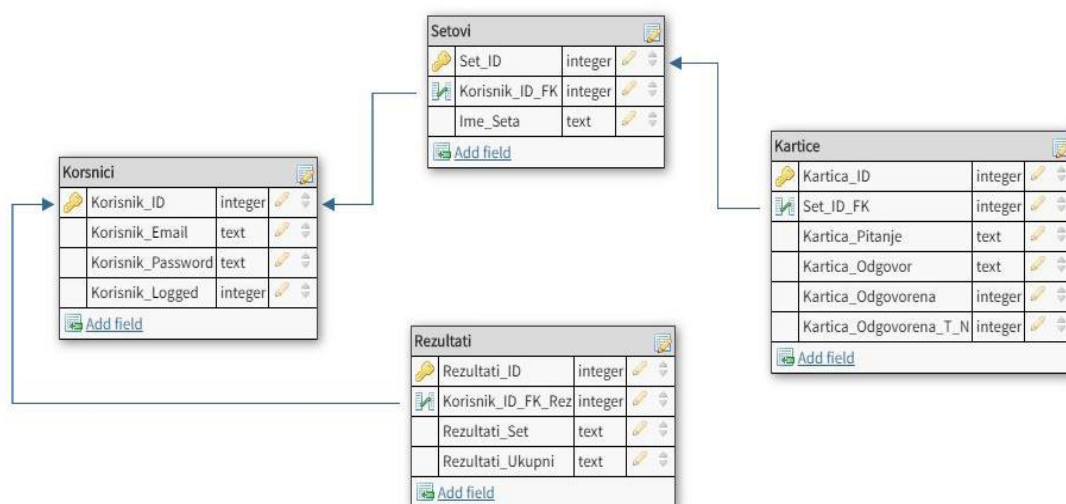 Setovi
Set_ID integer
Korisnik_ID_FK integer
Ime_Seta text
Add field
Korsnici
Korisnik_ID integer
Korisnik_Email text
Korisnik_Password text
Korisnik_Logged integer
Add field
Kartice
Kartica_ID integer
Set_ID_FK integer
Kartica_Pitanje text
Kartica_Odgovor text
Kartica_Odgovorena integer
Kartica_Odgovorena_T_N integer
Add field
Rezultati
Rezultati_ID integer
Korisnik_ID_FK_Rez integer
Rezultati_Set text
Rezultati_Ukupni text
Add field